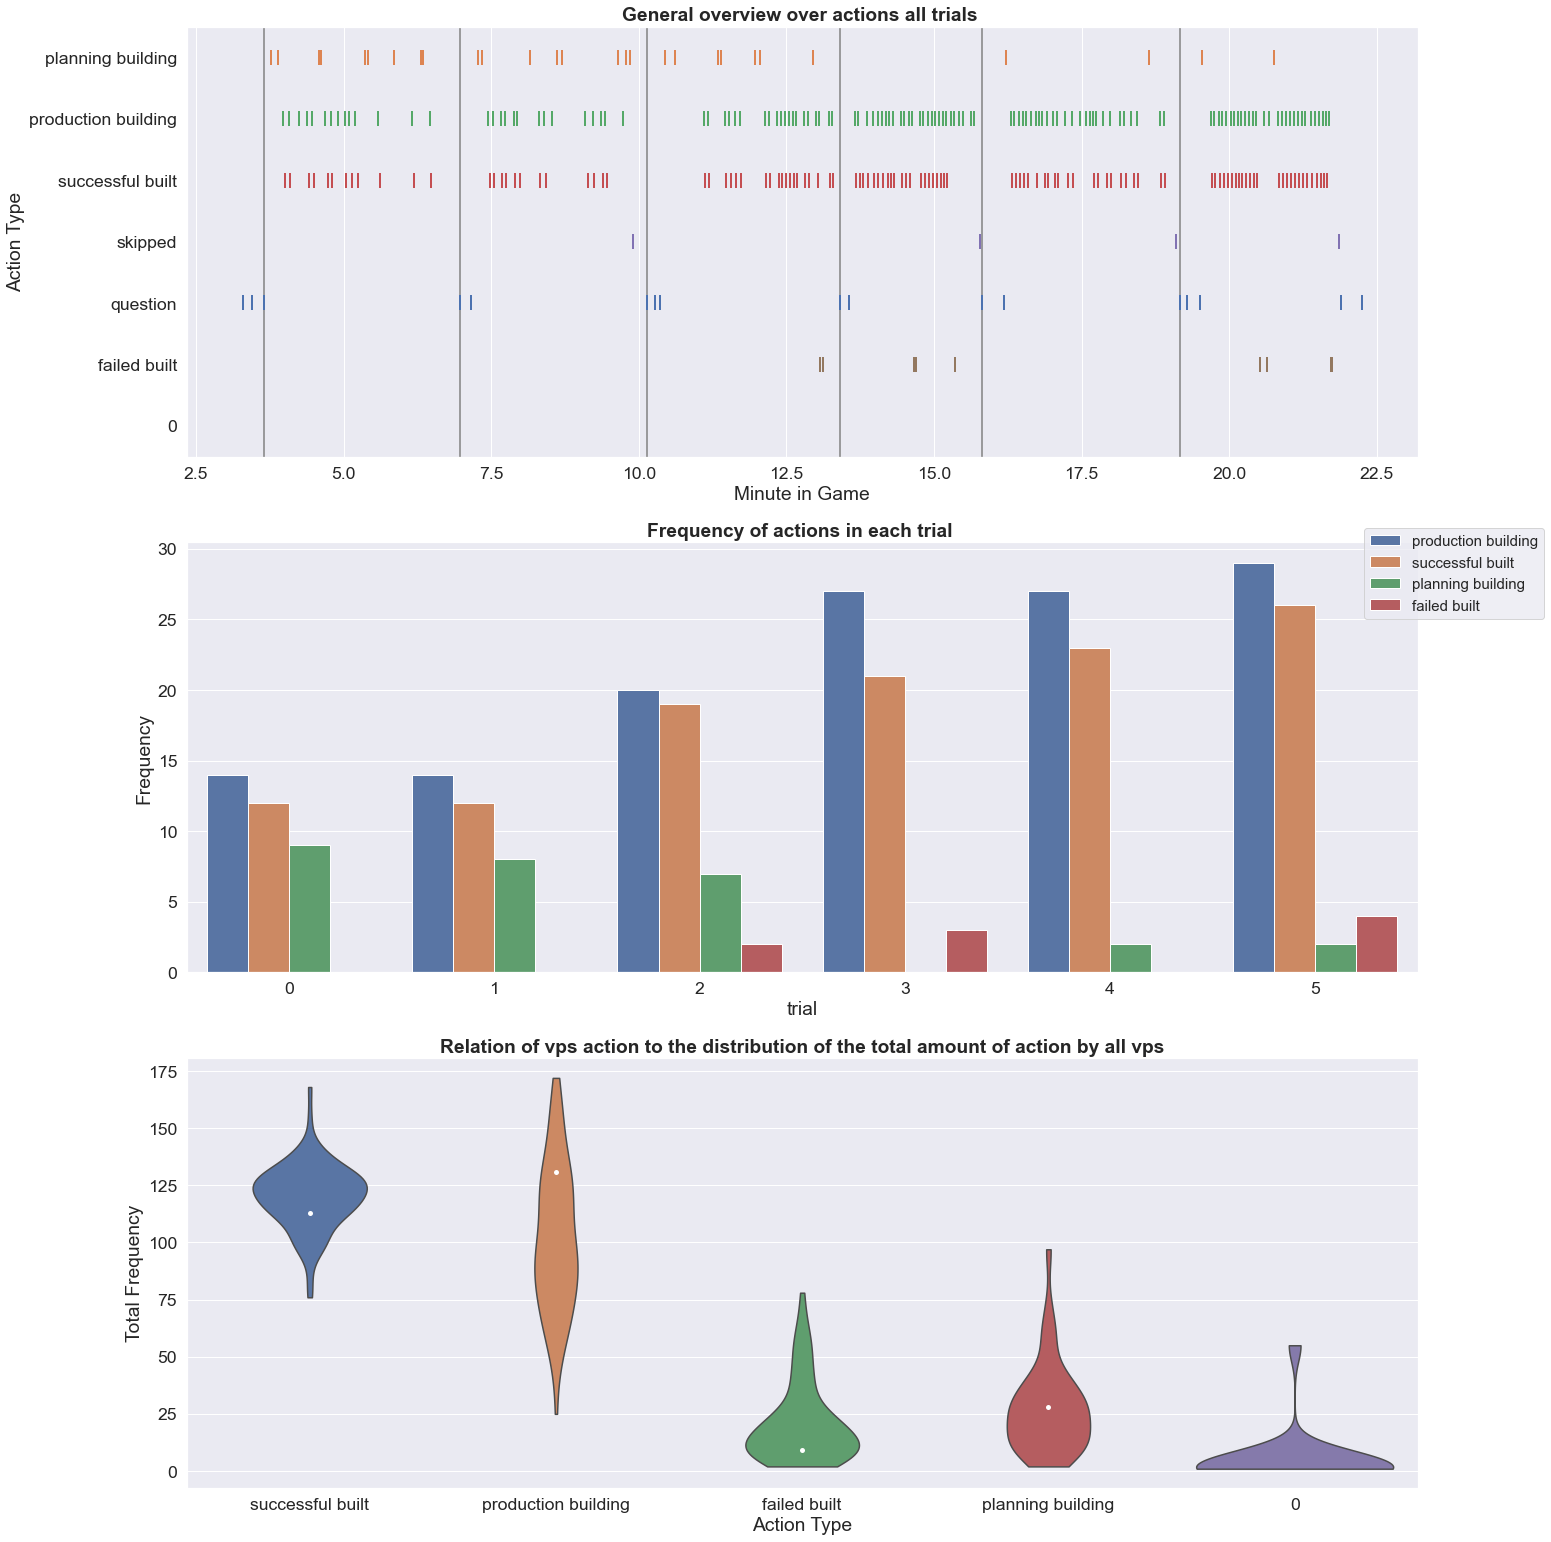 General overview over actions all trials
planning building
production building
successful built
skipped
question
failed built
0
Action Type
2.5 5.0 7.5 10.0 12.5 15.0 17.5 20.0 22.5
Minute in Game
Frequency of actions in each trial
production building
successful built
planning building
failed built
30
25
20
15
10
5
0
Frequency
0 1 2 3 4 5
trial
Relation of vps action to the distribution of the total amount of action by all vps
175
150
125
100
75
50
25
0
Total Frequency
successful built production building failed built planning building 0
Action Type